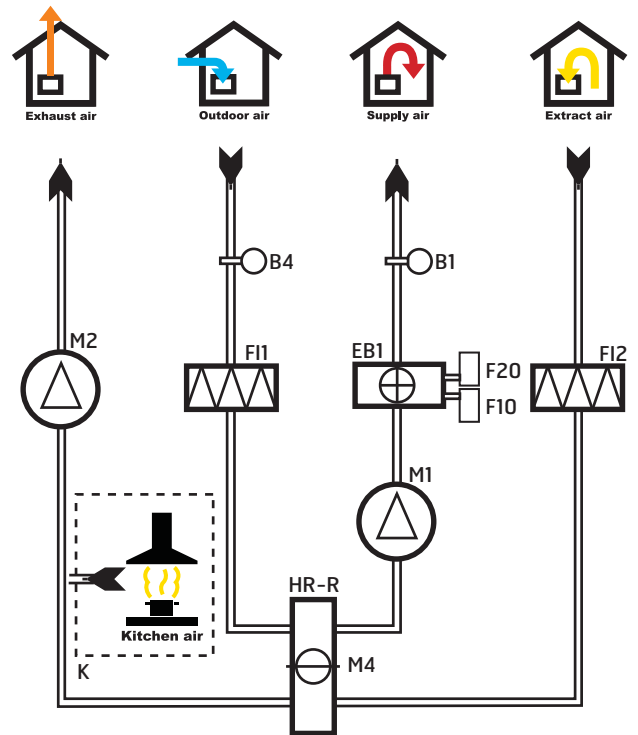 Exhaust air
Outdoor air
Supply air
Extract air
B4
B1
M2
FI1
EB1
F20
F10
FI2
M1
HR-R
Kitchen air
K
M4